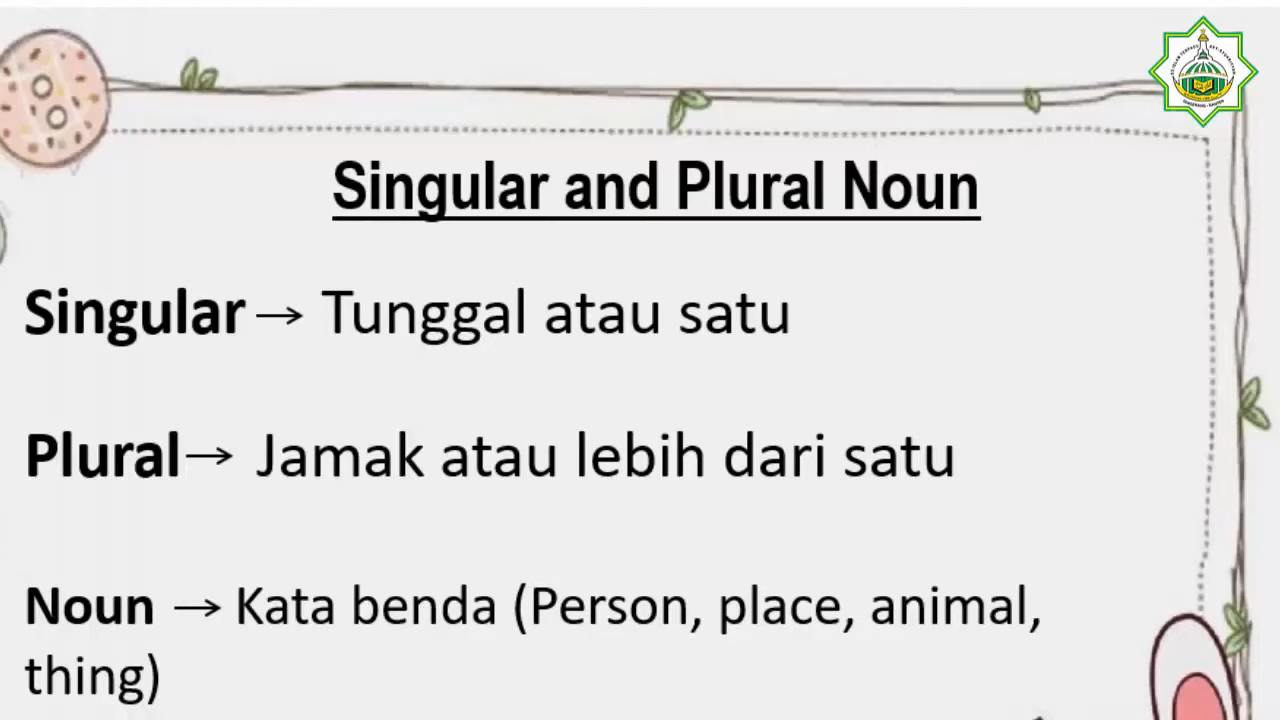 Singular and Plural Noun
Singular → Tunggal atau satu
Plural → Jamak atau lebih dari satu
Noun → Kata benda (Person, place, animal,
thing)